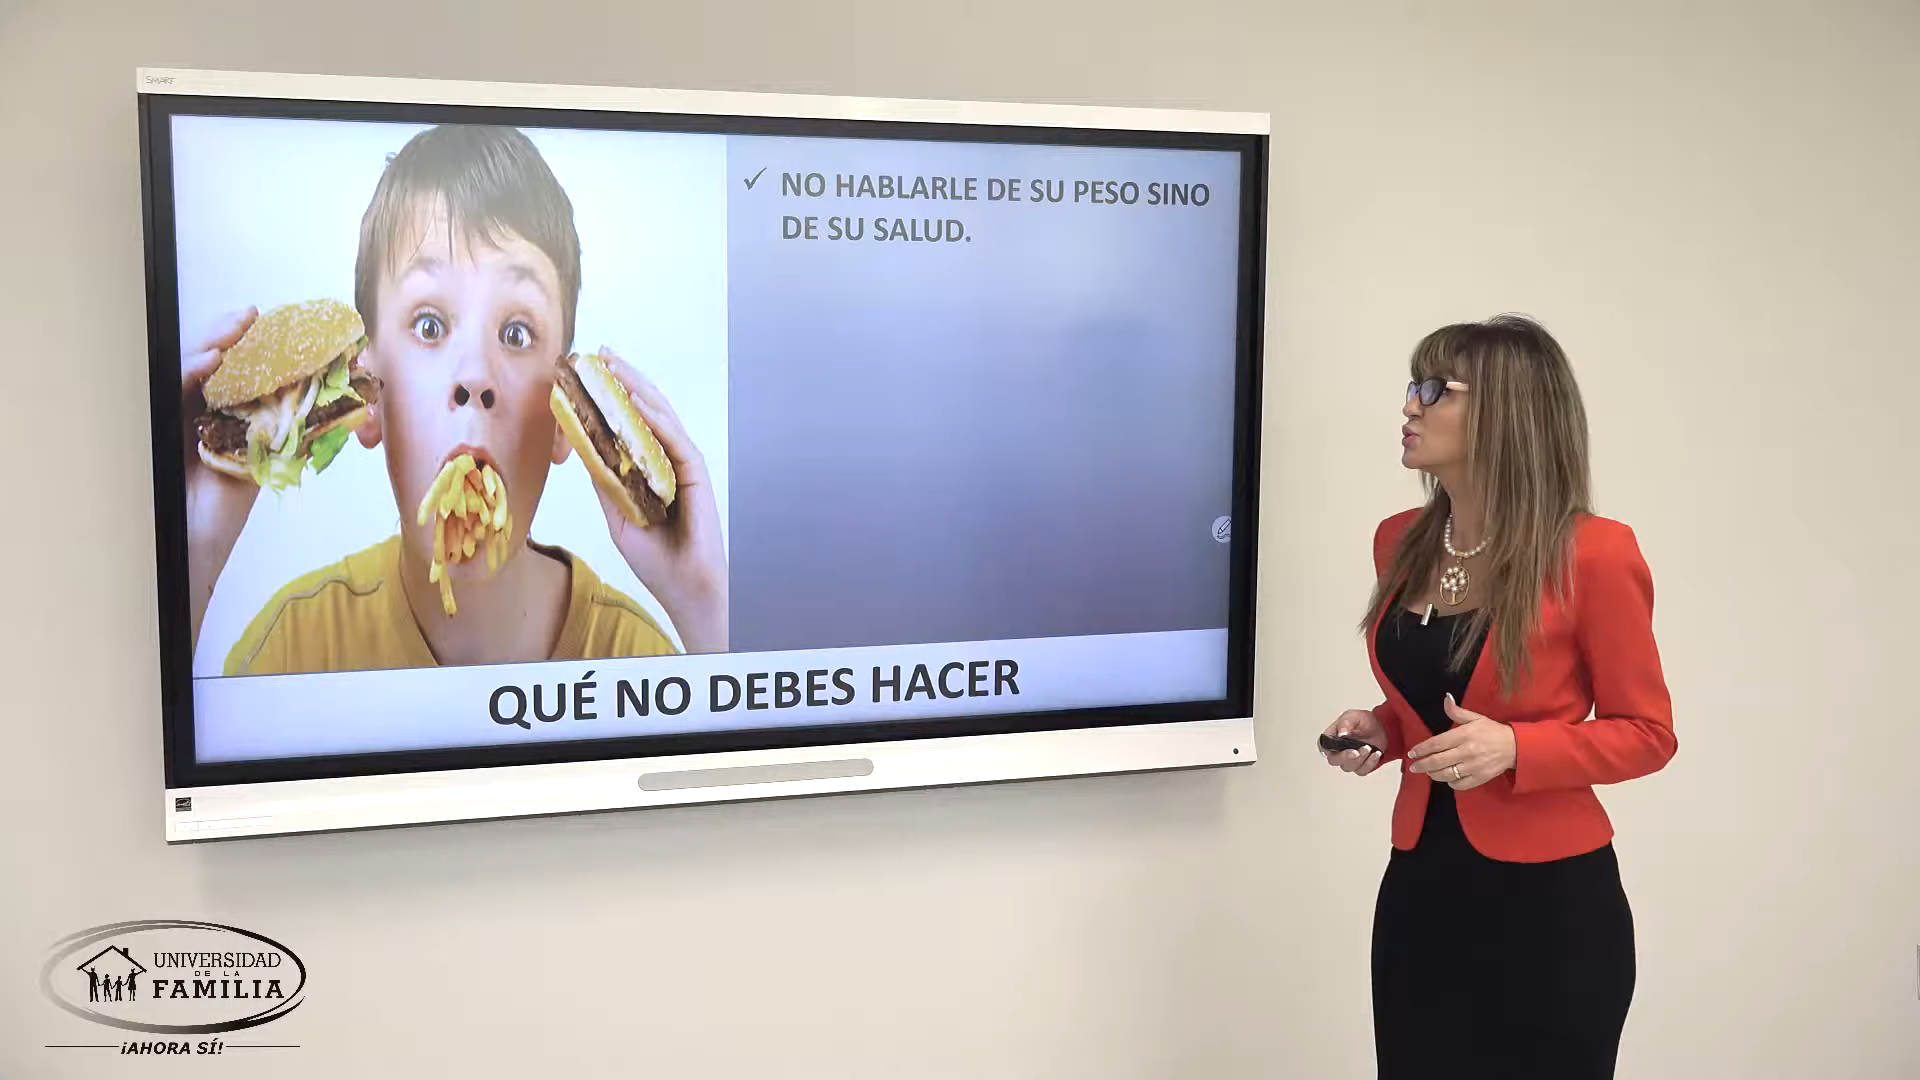 SMART
✓ NO HABLARLE DE SU PESO SINO
DE SU SALUD.
QUÉ NO DEBES HACER
UNIVERSIDAD
DE LA
FAMILIA
¡AHORA SÍ!